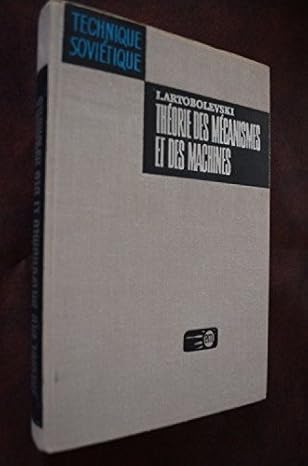 TECHNIQUE
SOVIÉTIQUE
I. ARTOBOLEVSKI
THÉORIE DES MÉCANISMES
ET DES MACHINES